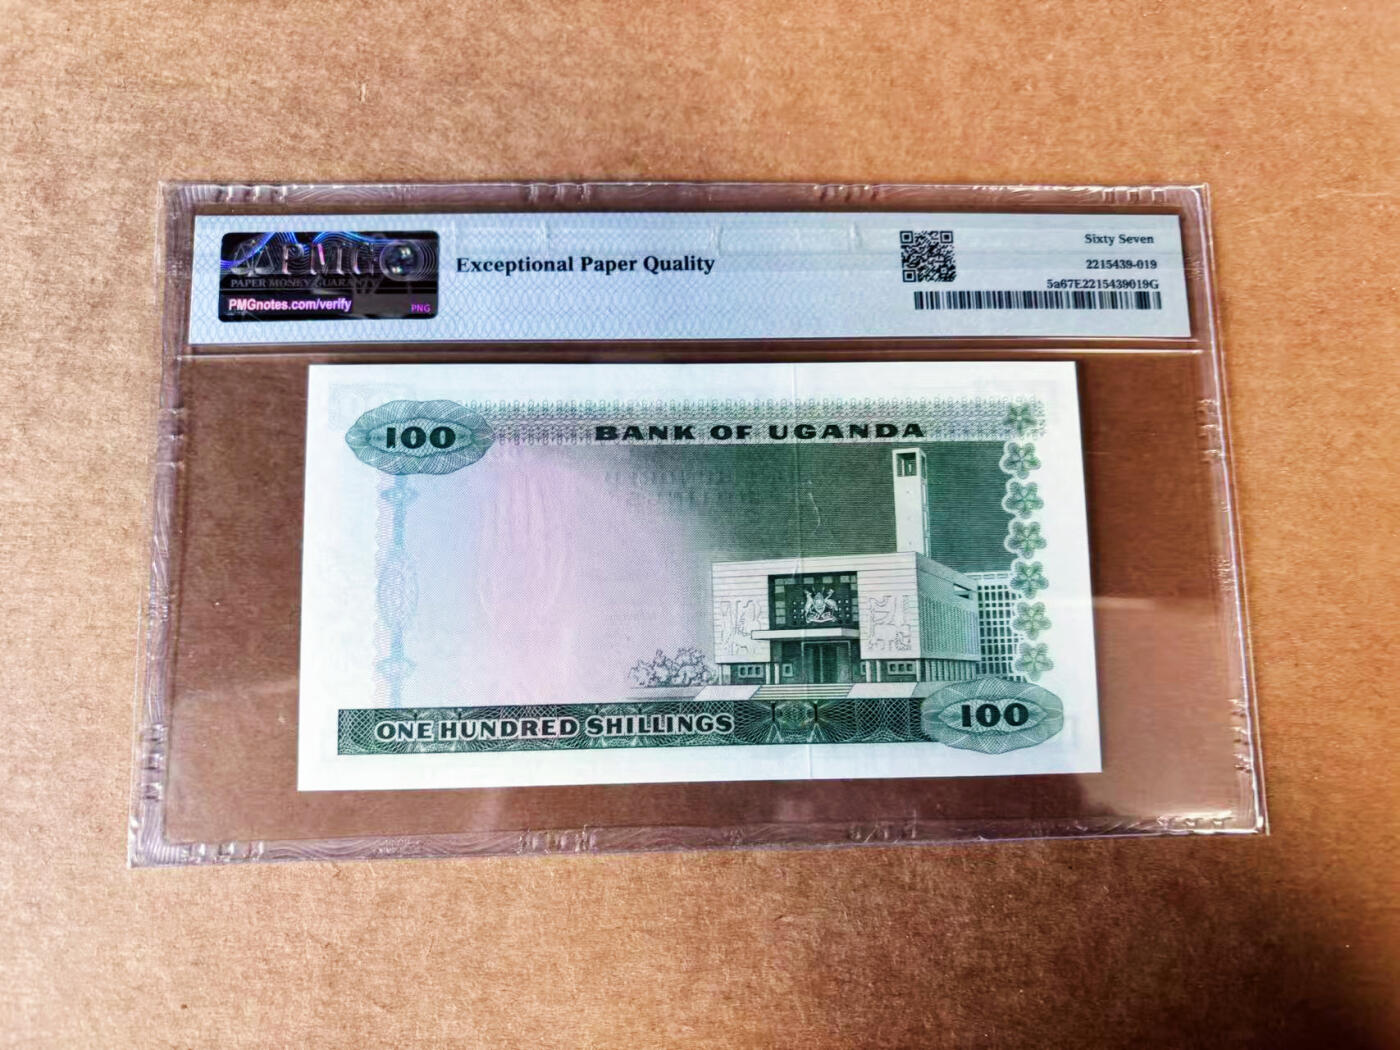 PMG
PAPER MONEY GUARANTY
PMGnotes.com/verify
PNG
Exceptional Paper Quality
Sixty Seven
2215439-019
5a67E2215439019G
100
BANK OF UGANDA
ONE HUNDRED SHILLINGS
100